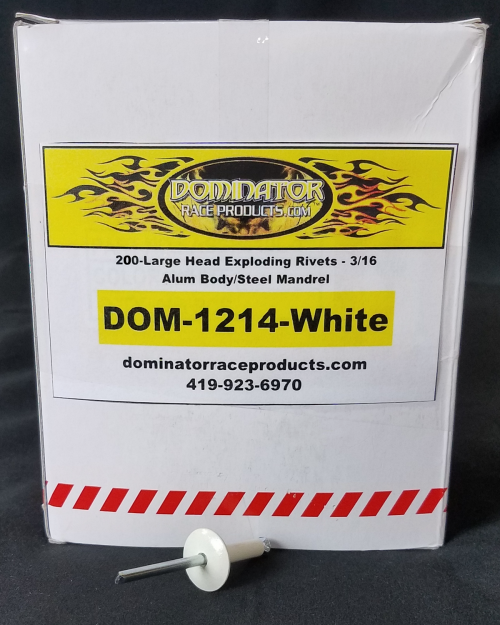 DOMINATOR
RACE PRODUCTS.COM
200-Large Head Exploding Rivets - 3/16
Alum Body/Steel Mandrel
DOM-1214-White
dominatorraceproducts.com
419-923-6970